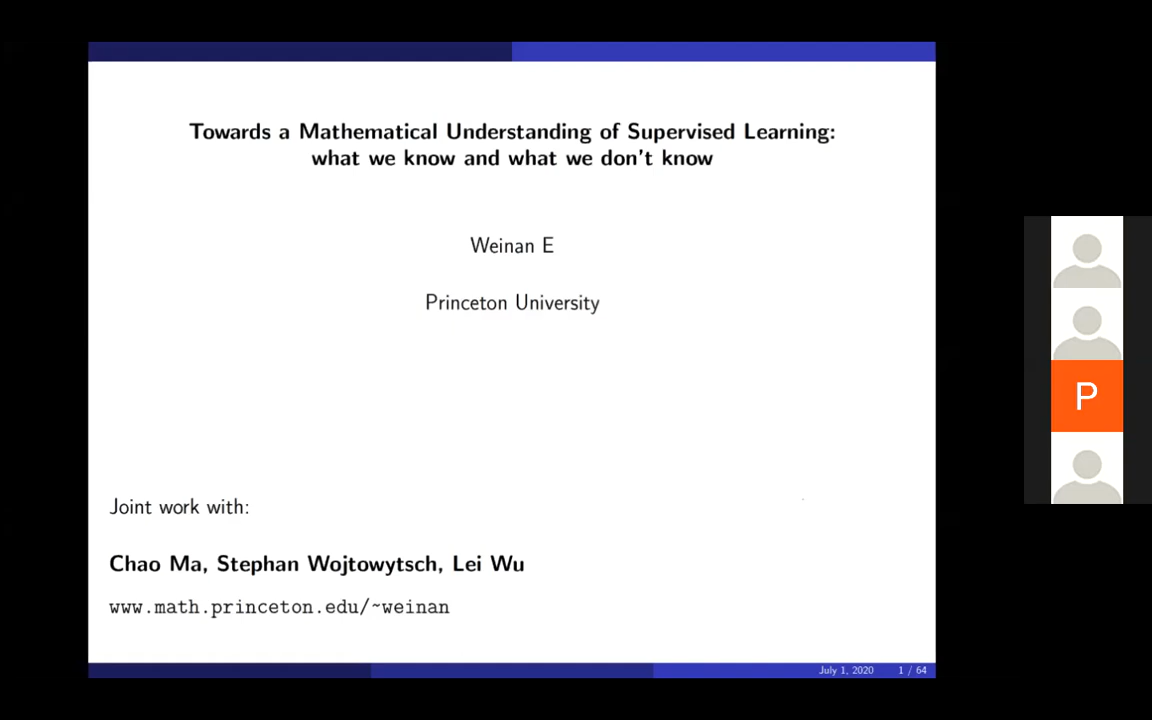 Towards a Mathematical Understanding of Supervised Learning:
what we know and what we don't know
Weinan E
Princeton University
Joint work with:
Chao Ma, Stephan Wojtowytsch, Lei Wu
www.math.princeton.edu/~weinan
July 1, 2020 1 / 64
P